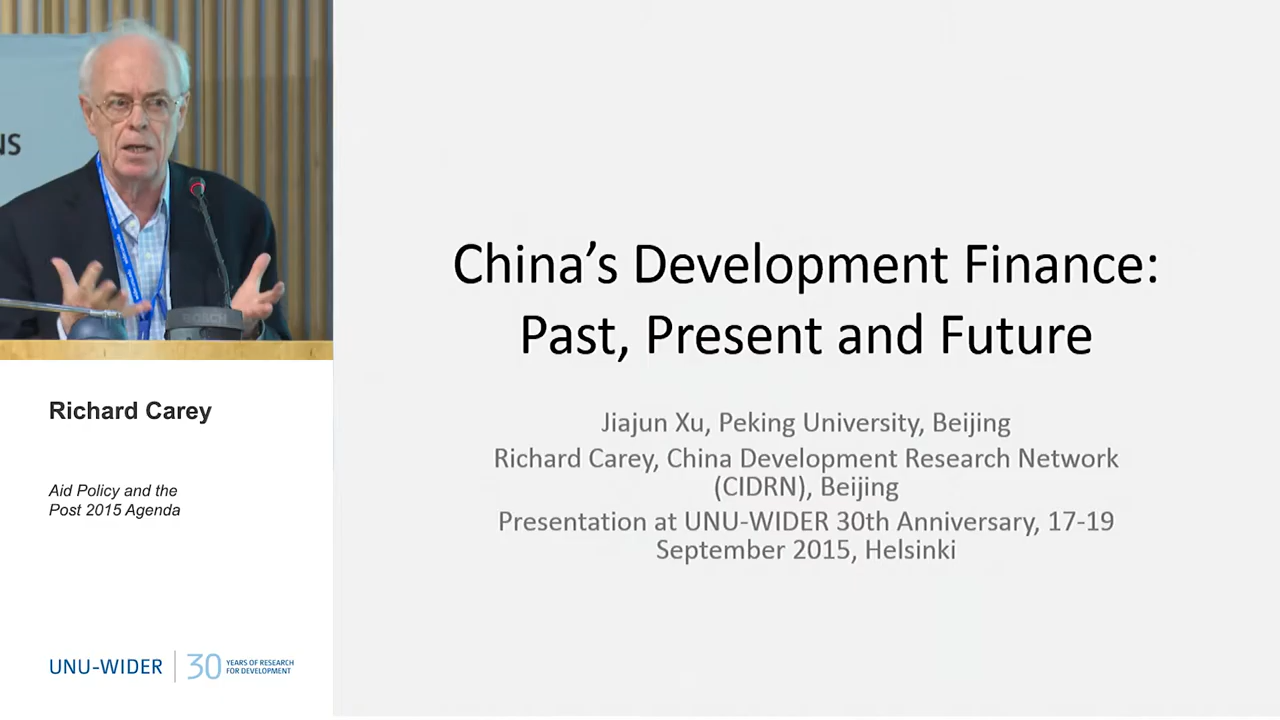 NS
BOSCH
Richard Carey
Aid Policy and the
Post 2015 Agenda
UNU-WIDER
30 YEARS OF RESEARCH
FOR DEVELOPMENT
China’s Development Finance:
Past, Present and Future
Jiajun Xu, Peking University, Beijing
Richard Carey, China Development Research Network
(CIDRN), Beijing
Presentation at UNU-WIDER 30th Anniversary, 17-19
September 2015, Helsinki